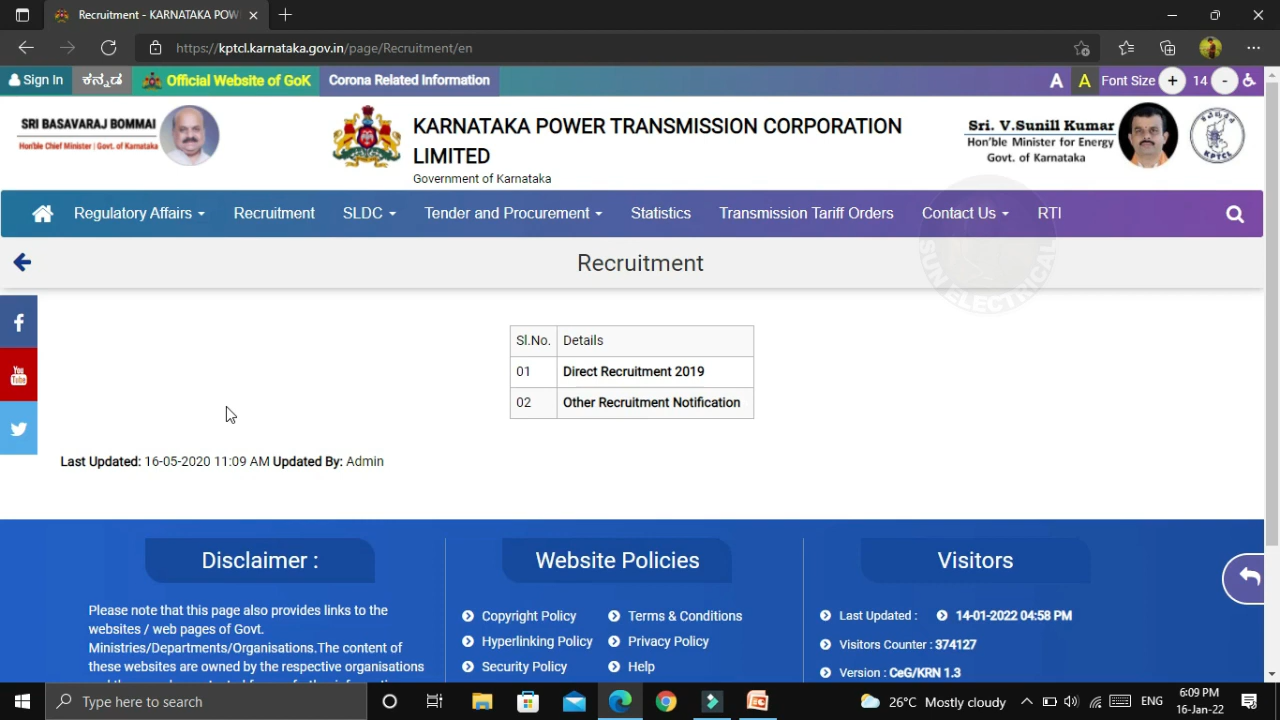 Recruitment - KARNATAKA POW
https://kptcl.karnataka.gov.in/page/Recruitment/en
Sign In
ಕನ್ನಡ
Official Website of GoK
Corona Related Information
A A Font Size + 14 -
SRI BASAVARAJ BOMMAI
Hon'ble Chief Minister | Govt. of Karnataka
KARNATAKA POWER TRANSMISSION CORPORATION
LIMITED
Government of Karnataka
Sri. V.Sunill Kumar
Hon'ble Minister for Energy
Govt. of Karnataka
KPTCL
Regulatory Affairs Recruitment SLDC Tender and Procurement Statistics Transmission Tariff Orders Contact Us RTI
SUN ELECTRICAL
Recruitment
Sl.No. Details
01 Direct Recruitment 2019
02 Other Recruitment Notification
You Tube
Last Updated: 16-05-2020 11:09 AM Updated By: Admin
Disclaimer :
Please note that this page also provides links to the
websites / web pages of Govt.
Ministries/Departments/Organisations.The content of
these websites are owned by the respective organisations
Website Policies
Copyright Policy Terms & Conditions
Hyperlinking Policy Privacy Policy
Security Policy Help
Visitors
Last Updated : 14-01-2022 04:58 PM
Visitors Counter : 374127
Version : CeG/KRN 1.3
Type here to search
26°C Mostly cloudy
ENG
6:09 PM
16-Jan-22